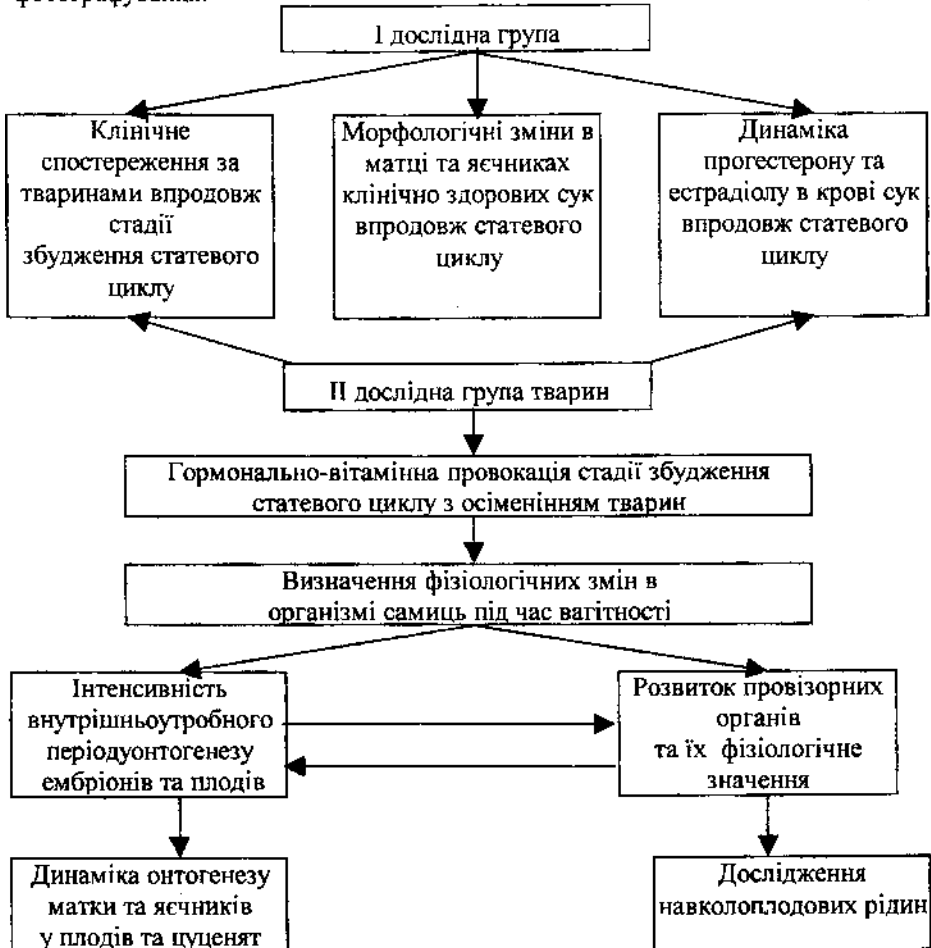 І дослідна група
Клінічне
спостереження за
тваринами впродовж
стадії
збудження статевого
циклу
Морфологічні зміни в
матці та яєчниках
клінічно здорових сук
впродовж статевого
циклу
Динаміка
прогестерону та
естрадіолу в крові сук
впродовж статевого
циклу
ІІ дослідна група тварин
Гормонально-вітамінна провокація стадії збудження
статевого циклу з осіменінням тварин
Визначення фізіологічних змін в
організмі самиць під час вагітності
Інтенсивність
внутрішньоутробного
періодуонтогенезу
ембріонів та плодів
Розвиток провізорних
органів
та їх фізіологічне
значення
Динаміка онтогенезу
матки та яєчників
у плодів та цуценят
Дослідження
навколоплодових рідин